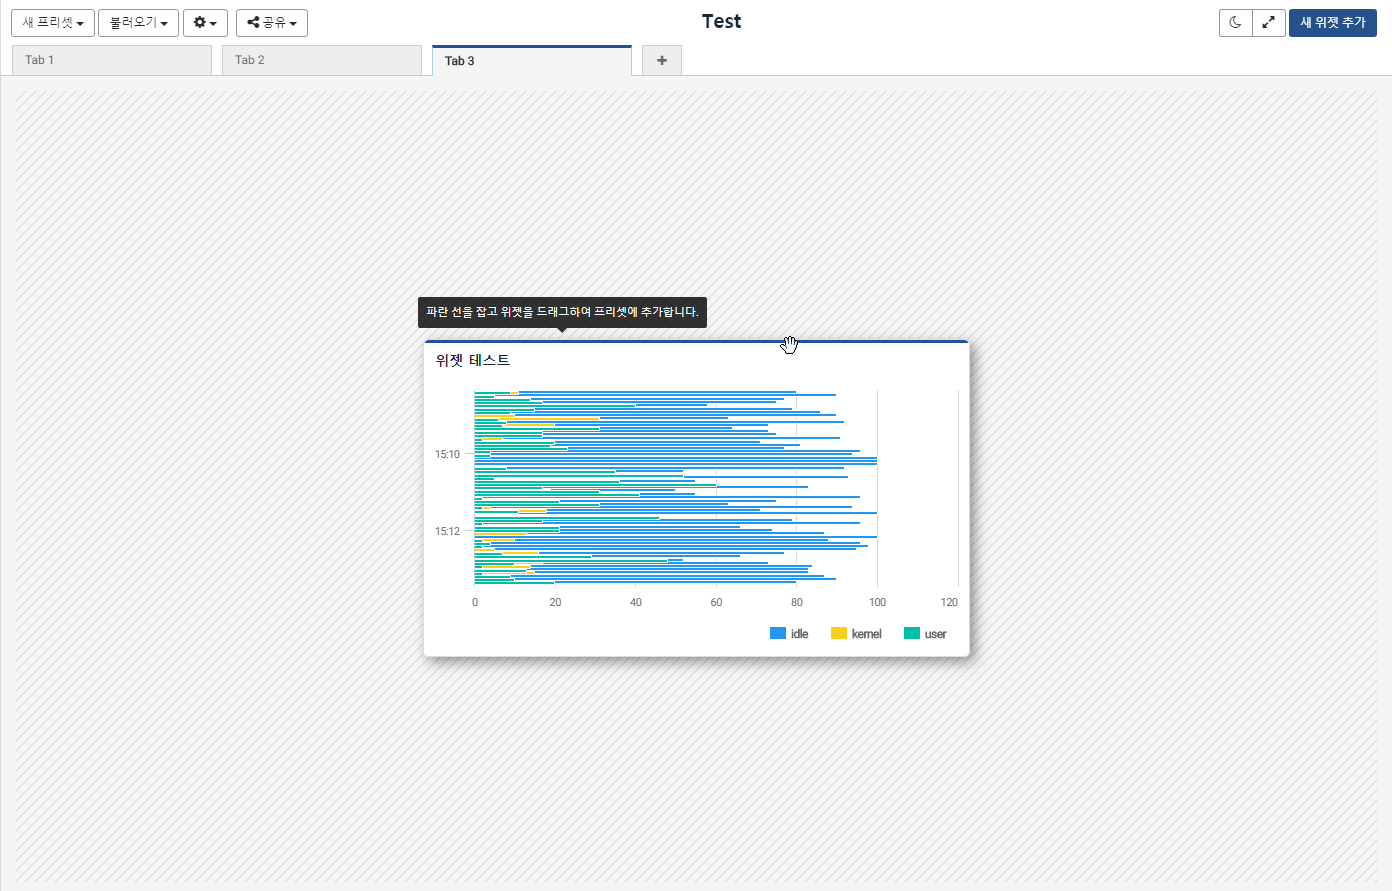 새 프리셋
불러오기
공유
Test
새 위젯 추가
Tab 1
Tab 2
Tab 3
+
파란 선을 잡고 위젯을 드래그하여 프리셋에 추가합니다.
위젯 테스트
15:10
15:12
0 20 40 60 80 100 120
idle kernel user